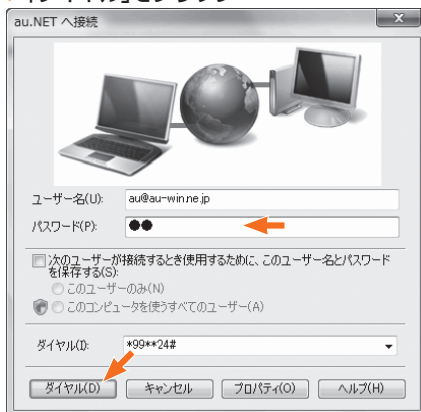 au.NET へ接続
ユーザー名(U): au@au-win.ne.jp
パスワード(P): ●●
次のユーザーが接続するとき使用するために、このユーザー名とパスワード
を保存する(S):
このユーザーのみ(N)
このコンピュータを使うすべてのユーザー(A)
ダイヤル(I): *99**24#
ダイヤル(D) キャンセル プロパティ(O) ヘルプ(H)